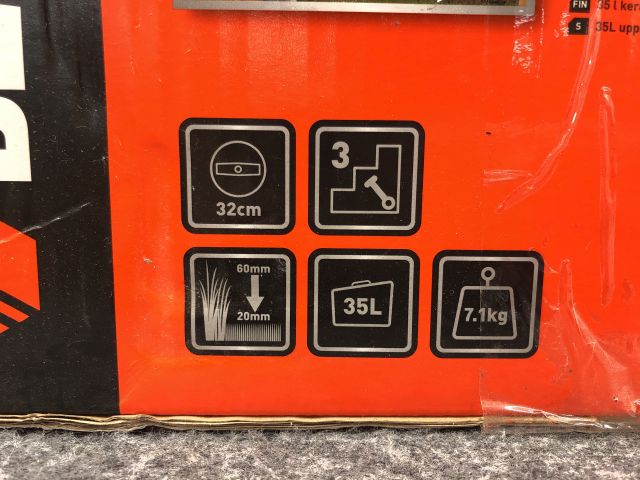 FIN 35 l ker
S 35L upp
32cm
3
60mm
20mm
35L
7.1kg